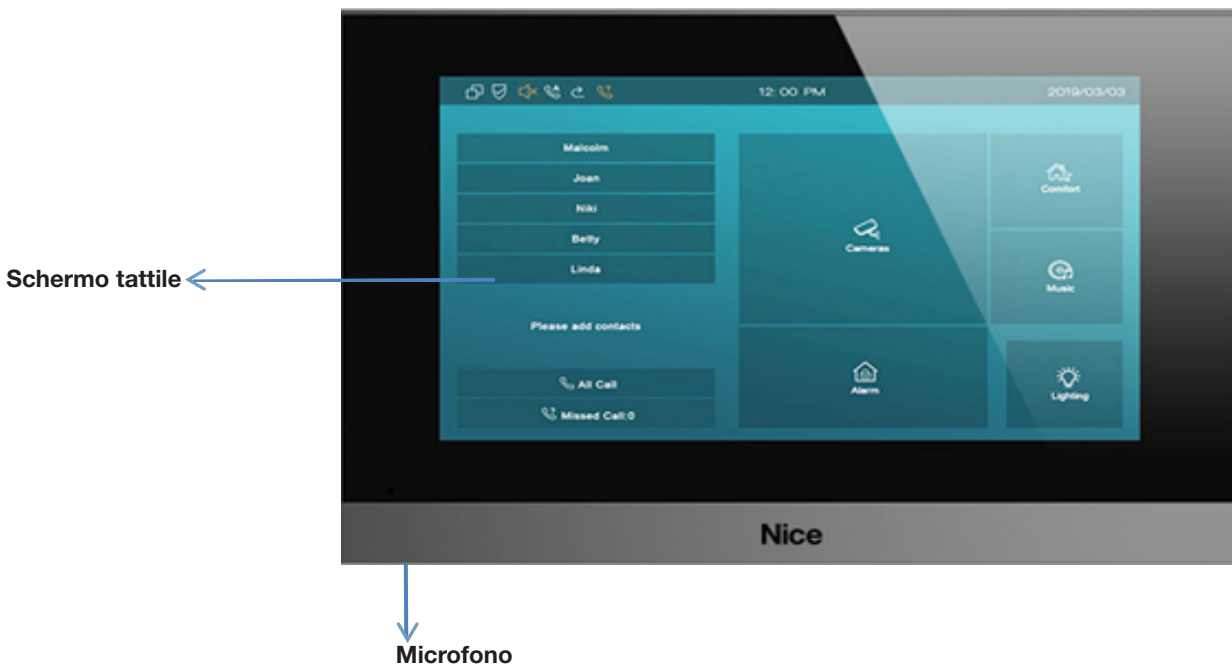 12:00 PM
2019/03/03
Malcolm
Joan
Niki
Betty
Linda
Please add contacts
All Call
Missed Call:0
Cameras
Alarm
Comfort
Music
Lighting
Schermo tattile
Nice
Microfono